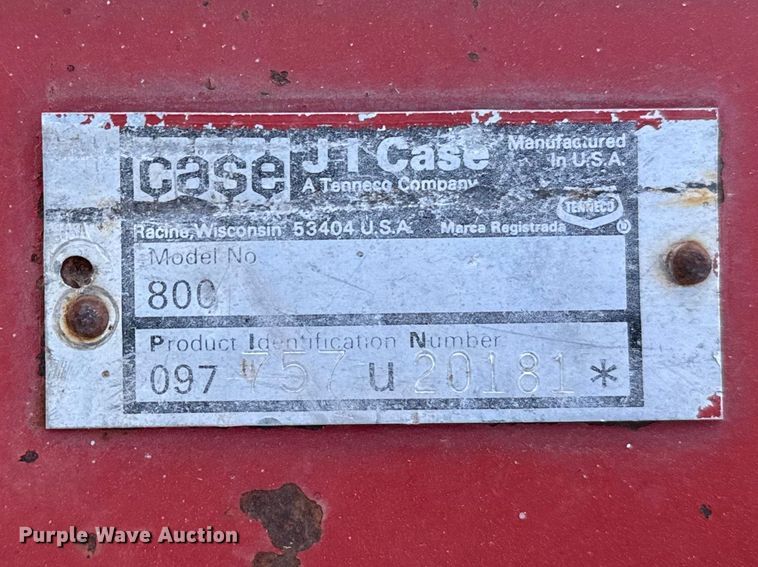 case
J I Case
A Tenneco Company
Manufactured
In U.S.A.
TENNECO
Racine, Wisconsin 53404 U.S.A. Marca Registrada
Model No
800
Product Identification Number
097 757 u 20181*
Purple Wave Auction